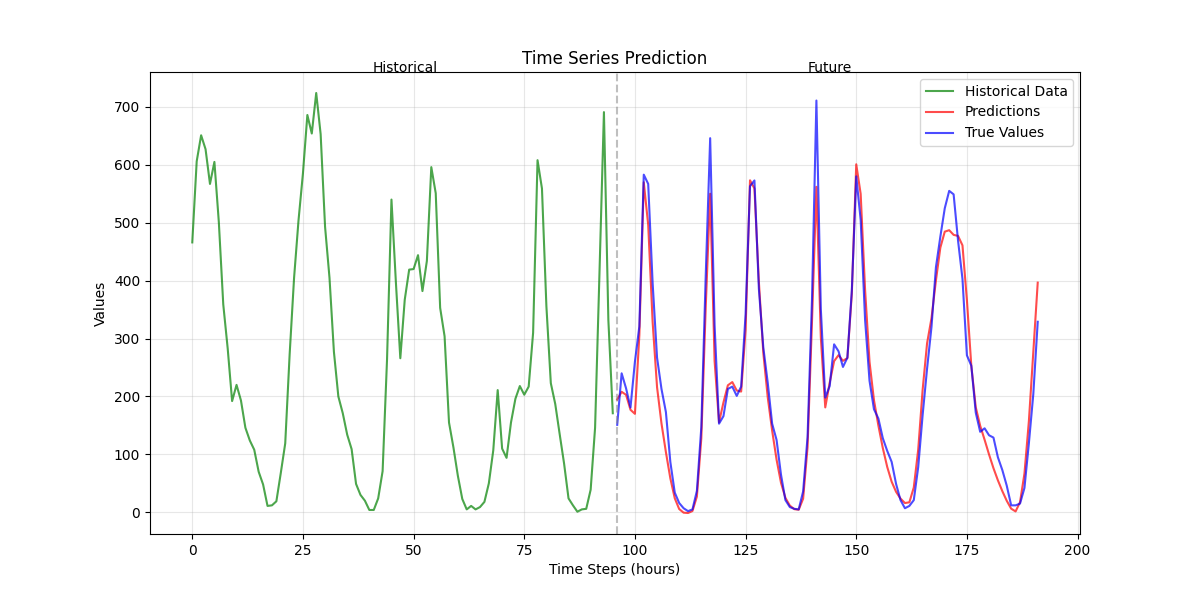 Time Series Prediction
Historical
Future
Historical Data
Predictions
True Values
Values
700
600
500
400
300
200
100
0
0
25
50
75
100
125
150
175
200
Time Steps (hours)